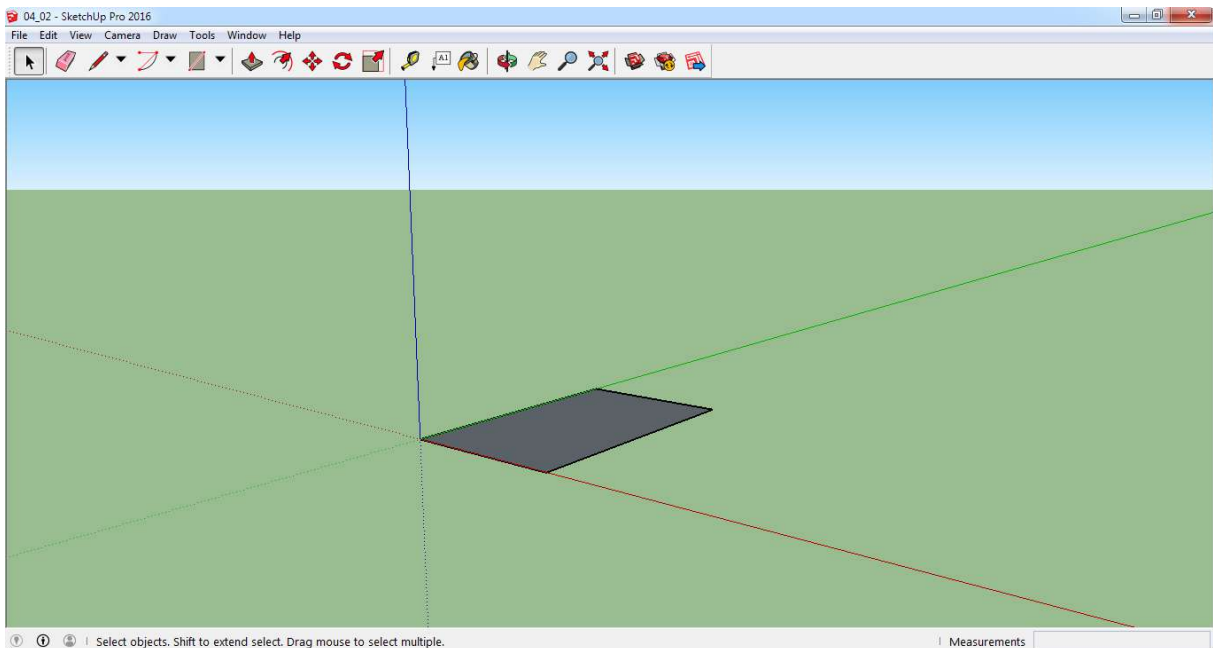 04_02 - SketchUp Pro 2016
File Edit View Camera Draw Tools Window Help
A1
Select objects. Shift to extend select. Drag mouse to select multiple.
Measurements